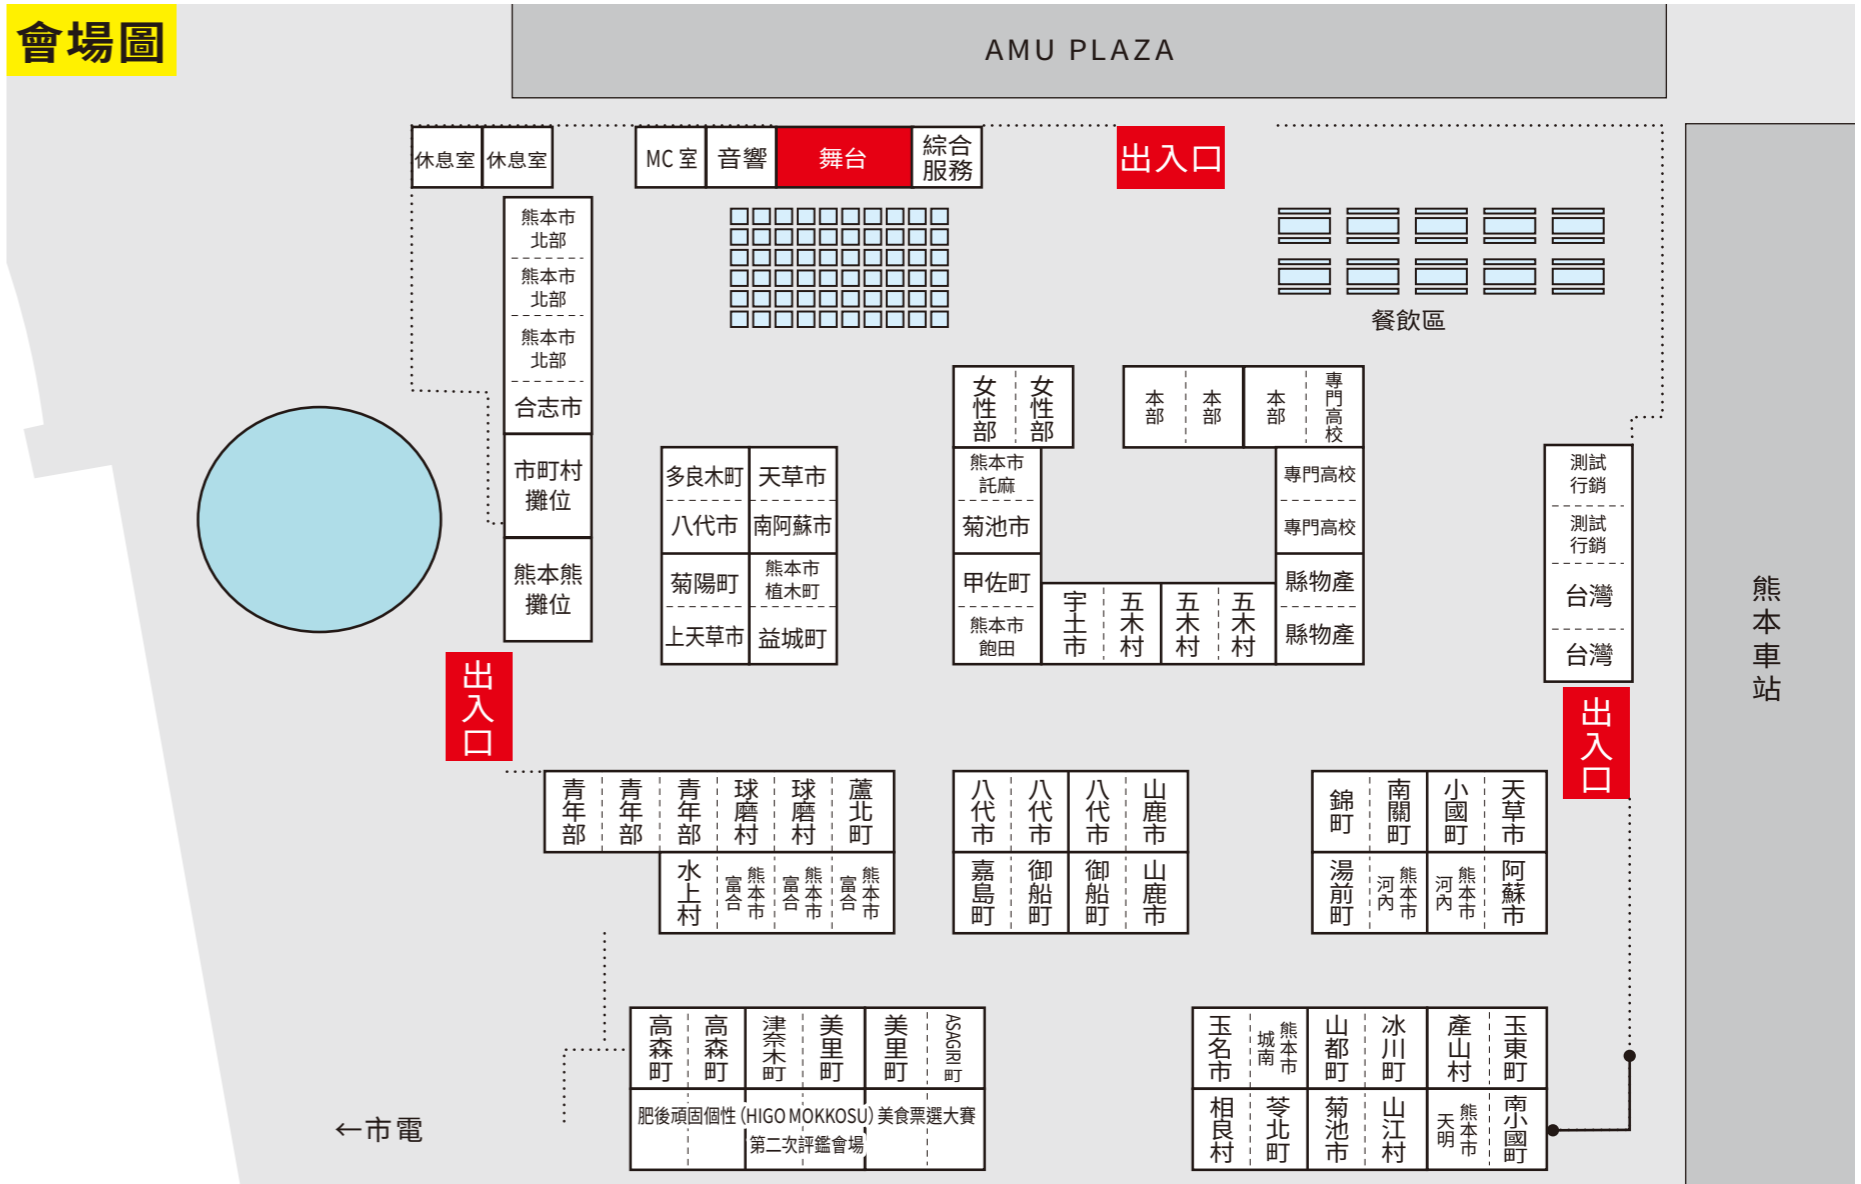 會場圖
AMU PLAZA
休息室
休息室
MC 室
音響
舞台
綜合
服務
出入口
熊本市
北部
熊本市
北部
熊本市
北部
合志市
市町村
攤位
熊本熊
攤位
餐飲區
女性部
女性部
本部
本部
本部
專門高校
多良木町
天草市
八代市
南阿蘇市
菊陽町
熊本市
植木町
上天草市
益城町
熊本市
託麻
菊池市
甲佐町
熊本市
飽田
宇土市
五木村
五木村
五木村
專門高校
專門高校
縣物產
縣物產
測試
行銷
測試
行銷
台灣
台灣
熊本車站
出入口
出入口
青年部
青年部
青年部
球磨村
球磨村
蘆北町
水上村
熊本市
富合
熊本市
富合
熊本市
富合
八代市
八代市
八代市
山鹿市
嘉島町
御船町
御船町
山鹿市
錦町
南關町
小國町
天草市
湯前町
熊本市
河內
熊本市
河內
阿蘇市
高森町
高森町
津奈木町
美里町
美里町
ASAGIRI町
肥後頑固個性(HIGO MOKKOSU)美食票選大賽
第二次評鑑會場
玉名市
熊本市
城南
山都町
冰川町
產山村
玉東町
相良村
苓北町
菊池市
山江村
熊本市
天明
南小國町
←市電